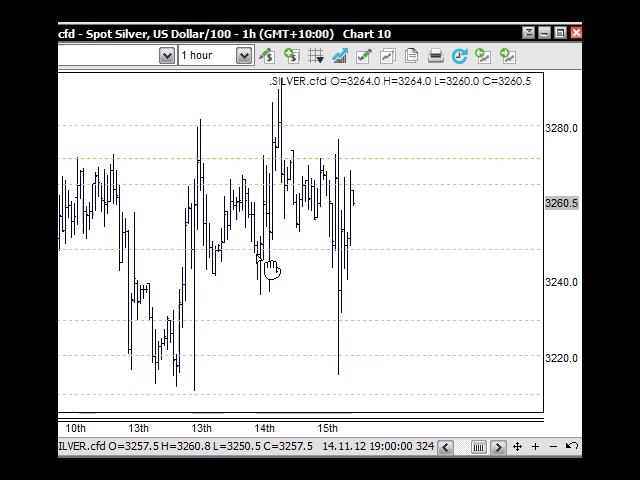 cfd - Spot Silver, US Dollar/100 - 1h (GMT+10:00) Chart 10
1 hour
.SILVER.cfd O=3264.0 H=3264.0 L=3260.0 C=3260.5
3280.0
3260.5
3240.0
3220.0
10th 13th 13th 14th 15th
ILVER.cfd O=3257.5 H=3260.8 L=3250.5 C=3257.5 14.11.12 19:00:00 324